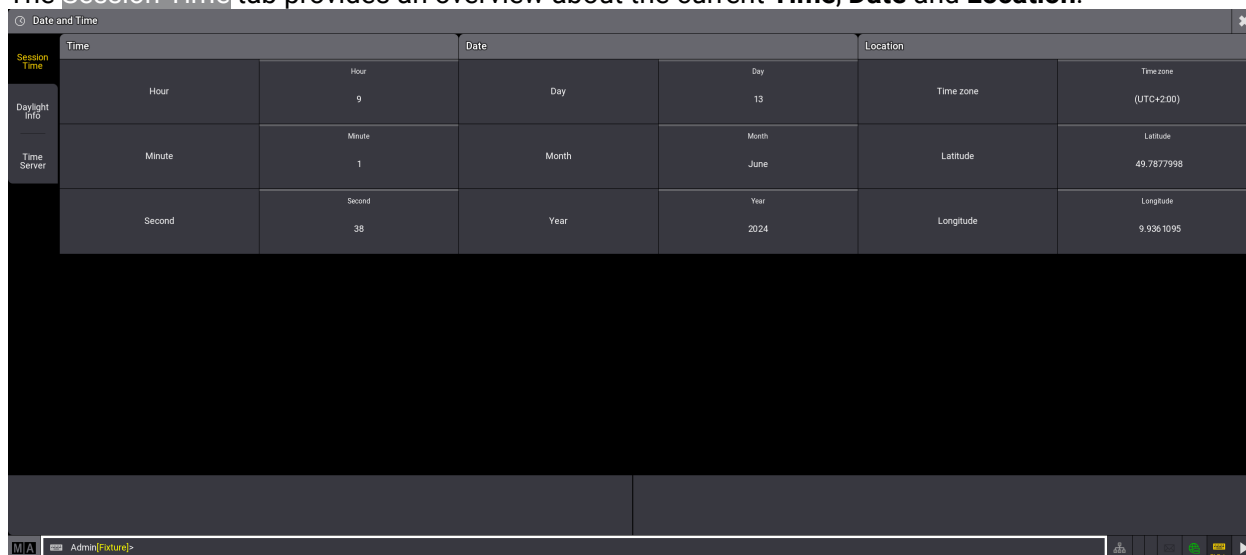 The Session Time tab provides an overview about the current Time, Date and Location.
Date and Time
Session
Time
Daylight
Info
Time
Server
Time
Date
Location
Hour
Hour
9
Day
Day
13
Time zone
Time zone
(UTC+2:00)
Minute
Minute
1
Month
Month
June
Latitude
Latitude
49.7877998
Second
Second
38
Year
Year
2024
Longitude
Longitude
9.9361095
MA
Admin[Fixture]>